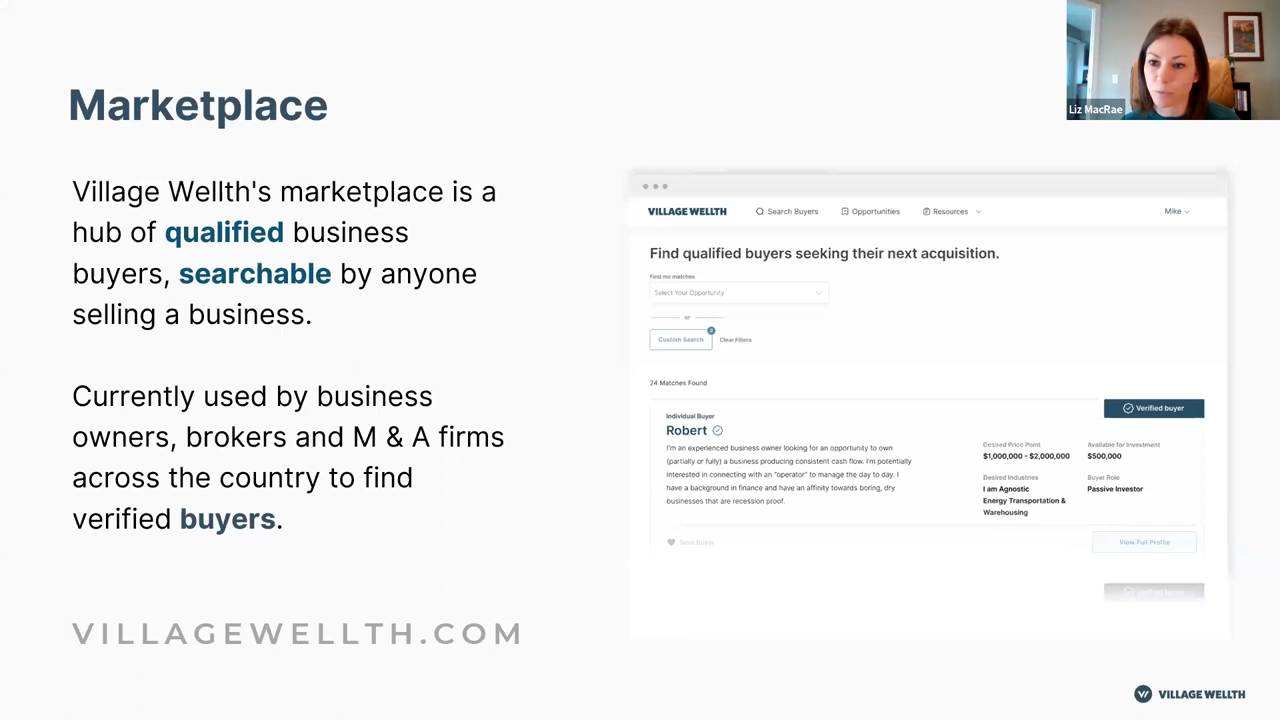 Marketplace
Village Wellth's marketplace is a
hub of qualified business
buyers, searchable by anyone
selling a business.
Currently used by business
owners, brokers and M & A firms
across the country to find
verified buyers.
VILLAGEWELLTH.COM
Liz MacRae
VILLAGE WELLTH
Search Buyers
Opportunities
Resources
Mike
Find qualified buyers seeking their next acquisition.
Find me matches
Select Your Opportunity
or
Custom Search
2
Clear Filters
24 Matches Found
Verified buyer
Individual Buyer
Robert
I'm an experienced business owner looking for an opportunity to own
(partially or fully) a business producing consistent cash flow. I'm potentially
interested in connecting with an "operator" to manage the day to day. I
have a background in finance and have an affinity towards boring, dry
businesses that are recession proof.
Desired Price Point
$1,000,000 - $2,000,000
Available for Investment
$500,000
Desired Industries
I am Agnostic
Energy Transportation &
Warehousing
Buyer Role
Passive Investor
Save Buyer
View Full Profile
Verified buyer
VILLAGE WELLTH